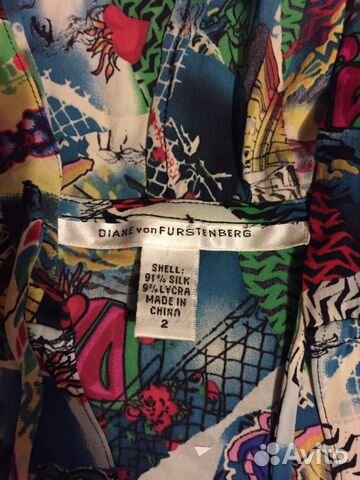 DIANE von FURSTENBERG
SHELL:
91% SILK
9% LYCRA
MADE IN
CHINA
2
Avito